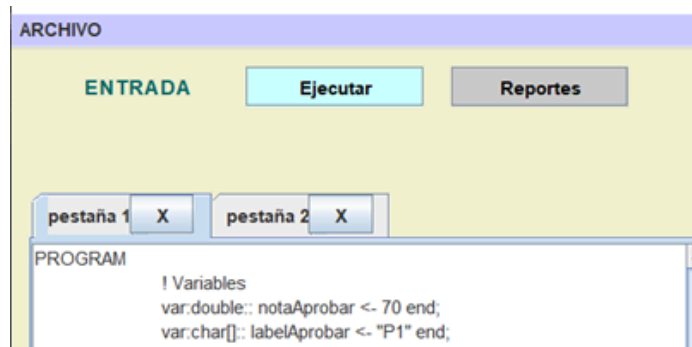 ARCHIVO
ENTRADA Ejecutar Reportes
pestaña 1 X pestaña 2 X
PROGRAM
! Variables
var:double:: notaAprobar <- 70 end;
var:char[]:: labelAprobar <- "P1" end;